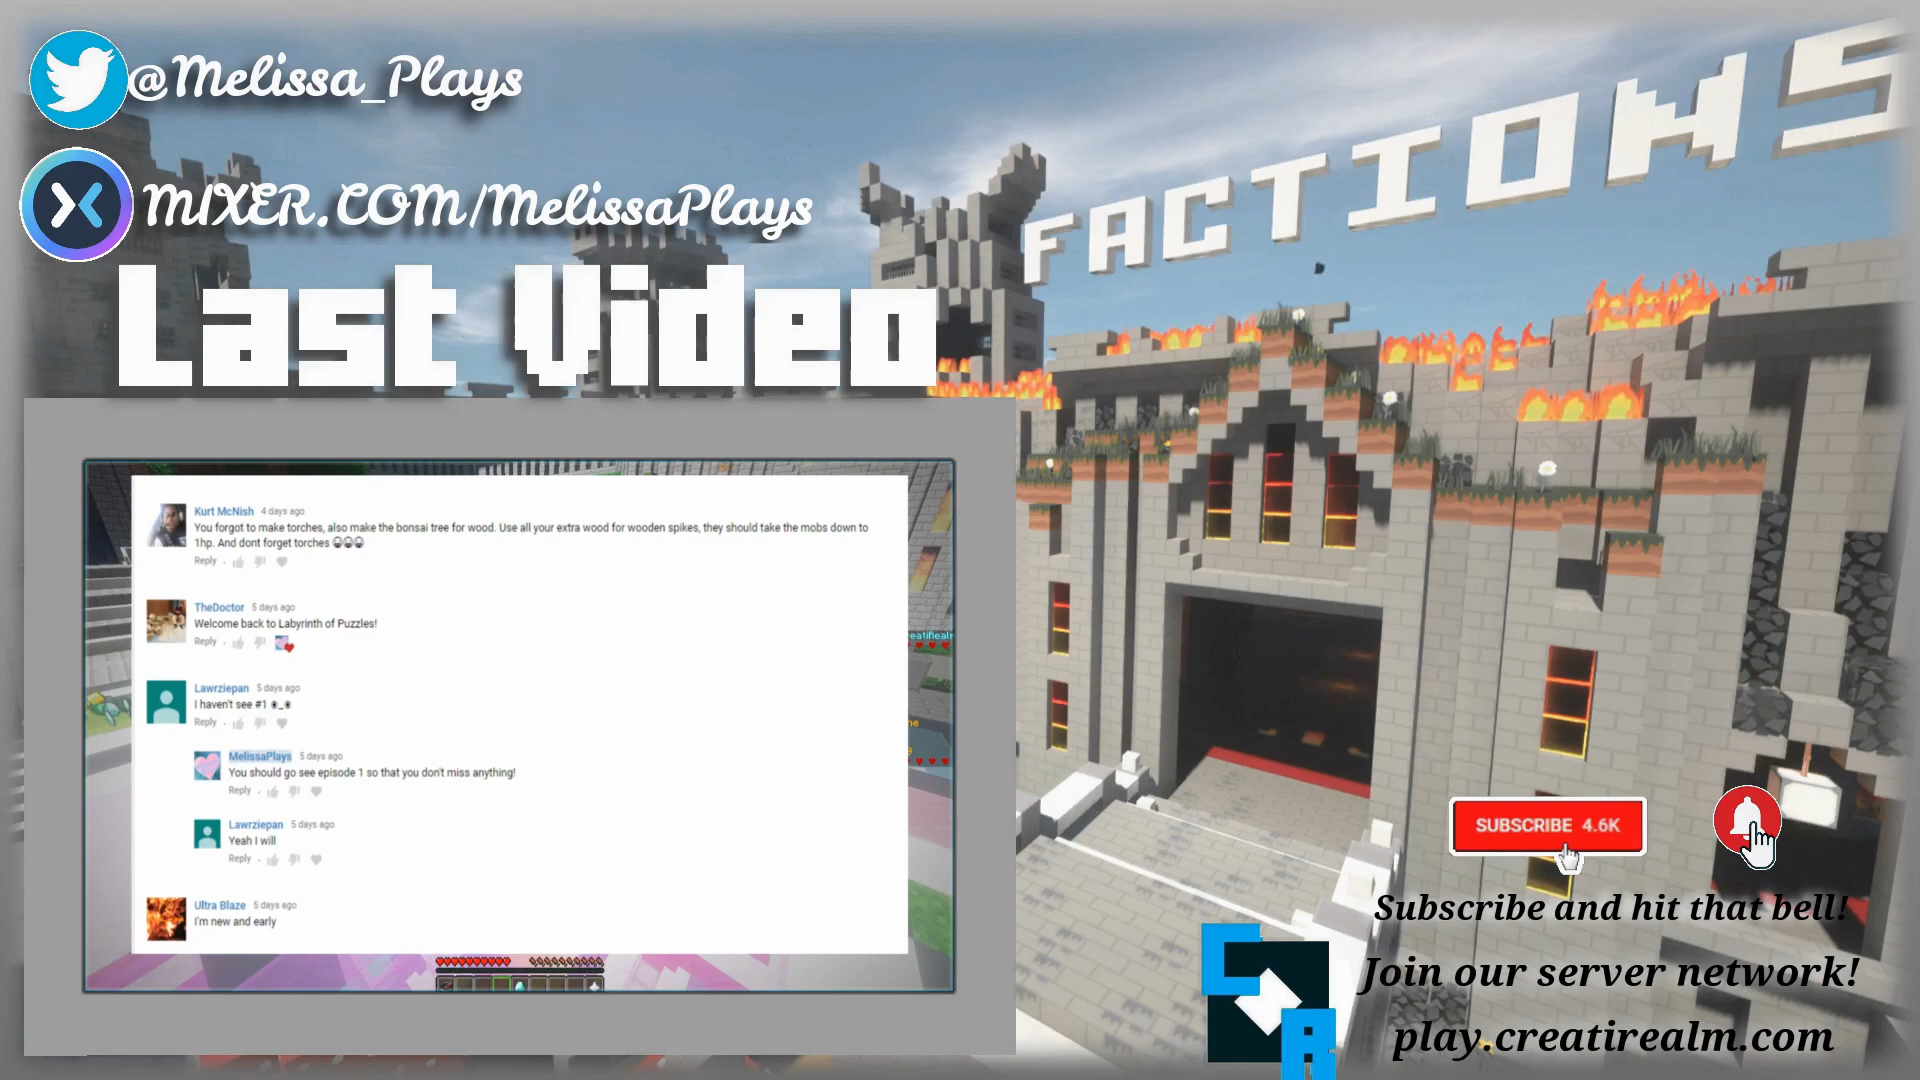 @Melissa_Plays
MIXER.COM/MelissaPlays
FACTIONS
Last Video
Kurt McNish 4 days ago
You forgot to make torches, also make the bonsai tree for wood. Use all your extra wood for wooden spikes, they should take the mobs down to
1hp. And dont forget torches
Reply
TheDoctor 5 days ago
Welcome back to Labyrinth of Puzzles!
Reply
Lawrziepan 5 days ago
I haven't see #1
Reply
MelissaPlays 5 days ago
You should go see episode 1 so that you don't miss anything!
Reply
Lawrziepan 5 days ago
Yeah I will
Reply
Ultra Blaze 5 days ago
I'm new and early
SUBSCRIBE 4.6K
Subscribe and hit that bell!
Join our server network!
play.creatirealm.com
C
R